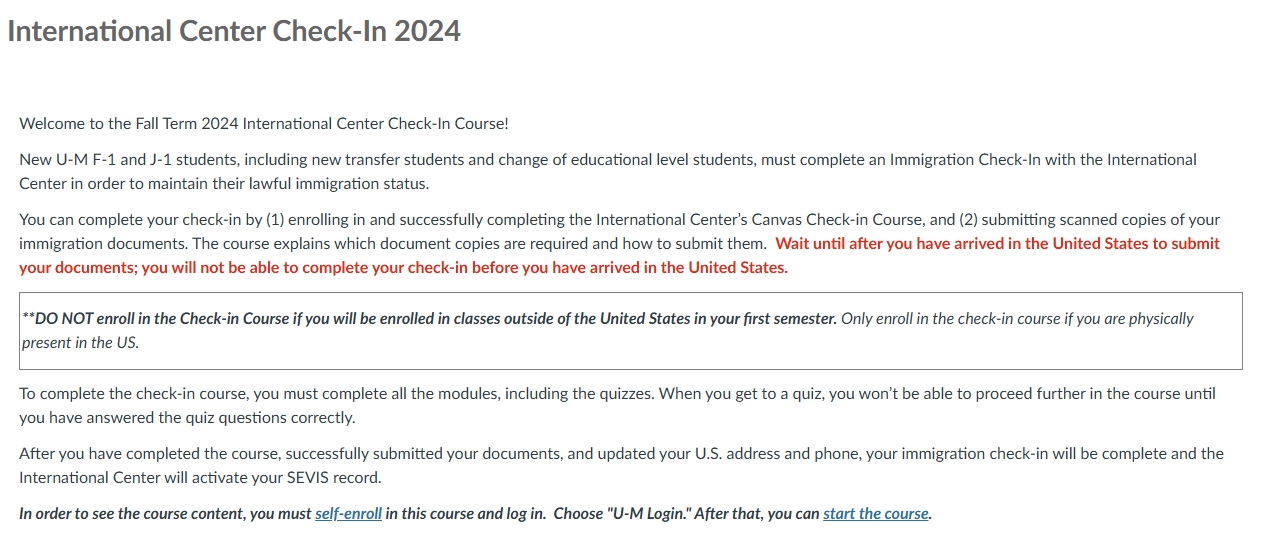 International Center Check-In 2024
Welcome to the Fall Term 2024 International Center Check-In Course!
New U-M F-1 and J-1 students, including new transfer students and change of educational level students, must complete an Immigration Check-In with the International
Center in order to maintain their lawful immigration status.
You can complete your check-in by (1) enrolling in and successfully completing the International Center’s Canvas Check-in Course, and (2) submitting scanned copies of your
immigration documents. The course explains which document copies are required and how to submit them.  Wait until after you have arrived in the United States to submit
your documents; you will not be able to complete your check-in before you have arrived in the United States.
**DO NOT enroll in the Check-in Course if you will be enrolled in classes outside of the United States in your first semester. Only enroll in the check-in course if you are physically
present in the US.
To complete the check-in course, you must complete all the modules, including the quizzes. When you get to a quiz, you won’t be able to proceed further in the course until
you have answered the quiz questions correctly.
After you have completed the course, successfully submitted your documents, and updated your U.S. address and phone, your immigration check-in will be complete and the
International Center will activate your SEVIS record.
In order to see the course content, you must self-enroll in this course and log in.  Choose "U-M Login." After that, you can start the course.